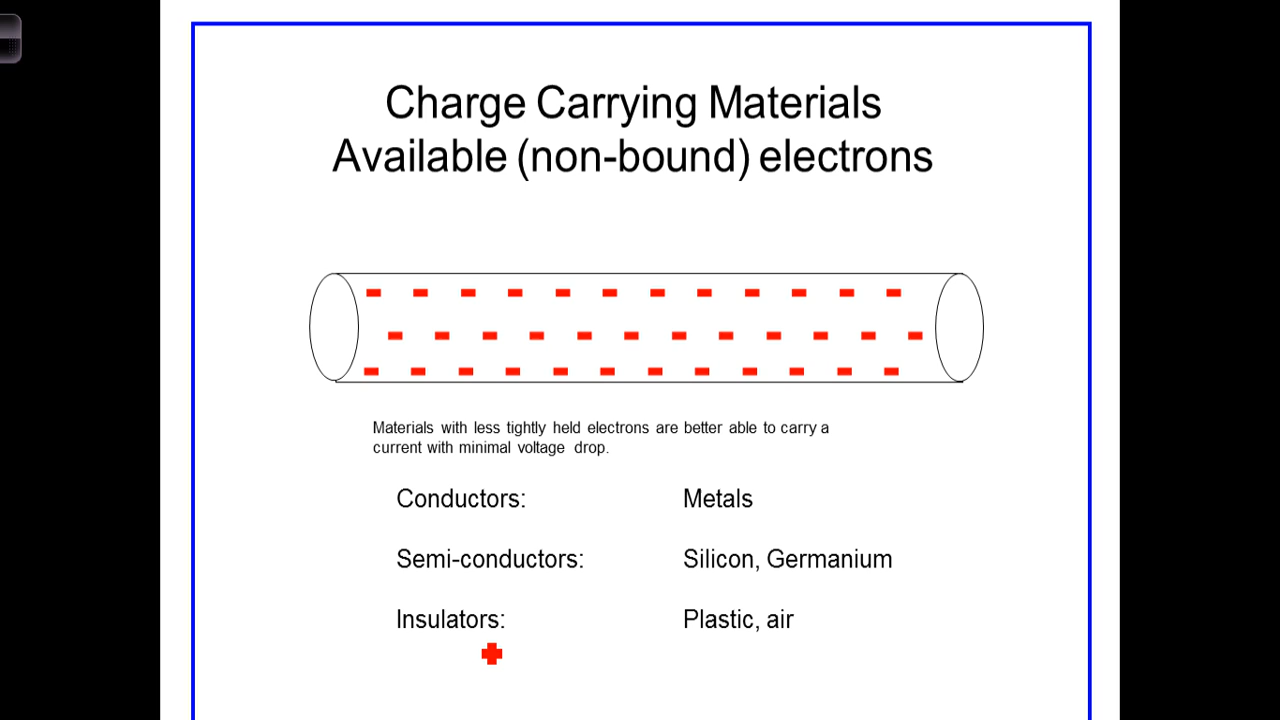 Charge Carrying Materials
Available (non-bound) electrons
Materials with less tightly held electrons are better able to carry a
current with minimal voltage drop.
Conductors: Metals
Semi-conductors: Silicon, Germanium
Insulators: Plastic, air